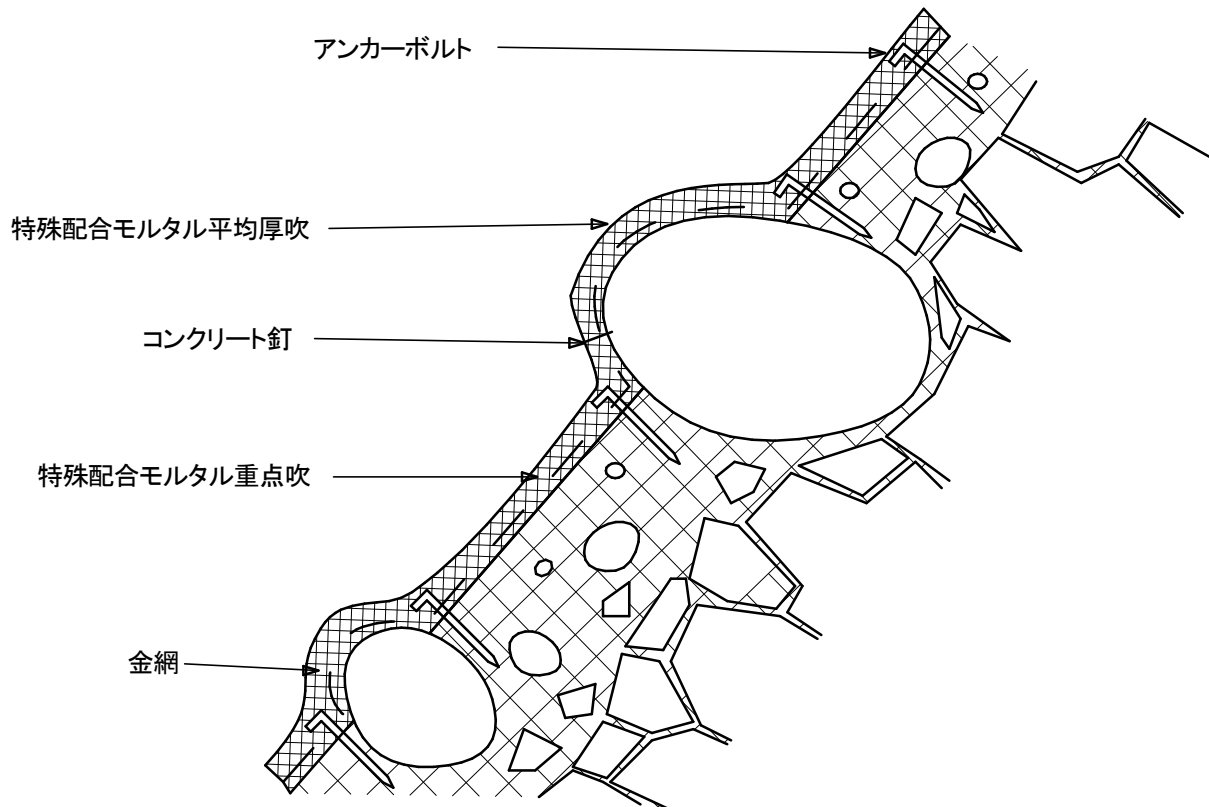 アンカーボルト
特殊配合モルタル平均厚吹
コンクリート釘
特殊配合モルタル重点吹
金網